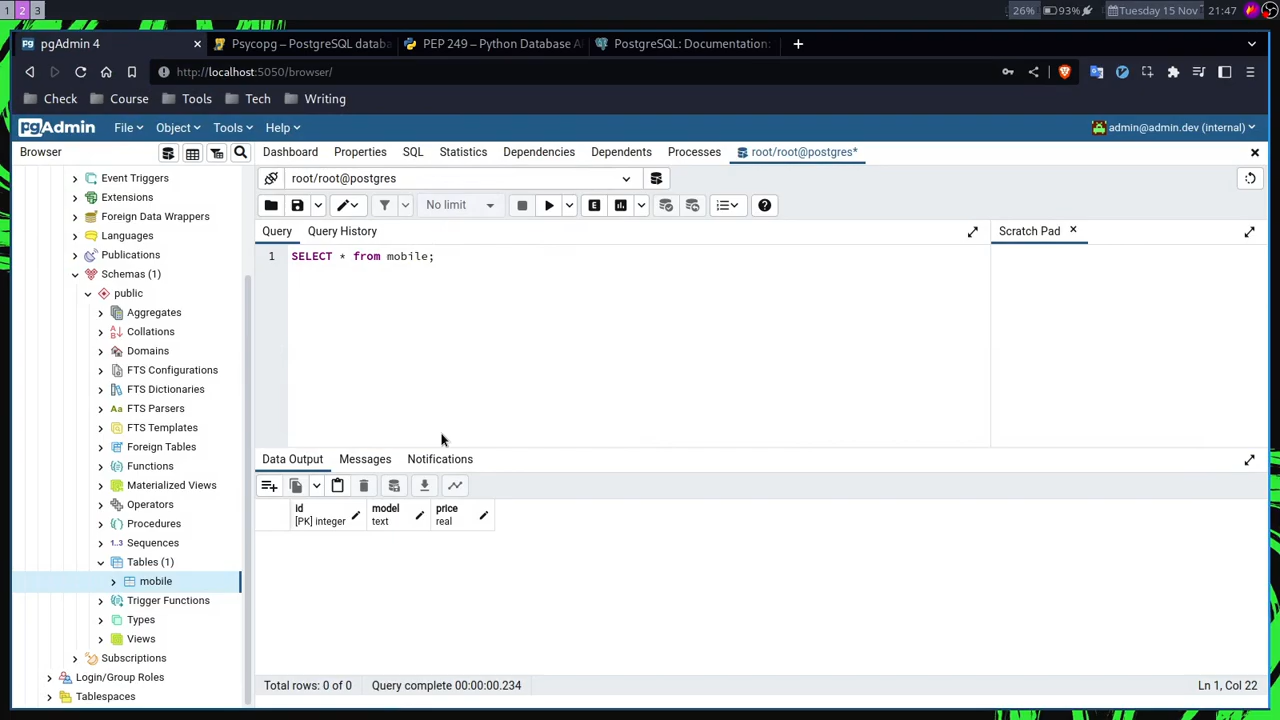 1 2 3 26% 93% Tuesday 15 Nov 21:47
pgAdmin 4 Psycopg – PostgreSQL datab PEP 249 – Python Database A PostgreSQL: Documentation:
http://localhost:5050/browser/
Check Course Tools Tech Writing
pgAdmin File Object Tools Help admin@admin.dev (internal)
Browser Dashboard Properties SQL Statistics Dependencies Dependents Processes root/root@postgres*
Event Triggers
Extensions
Foreign Data Wrappers
Languages
Publications
Schemas (1)
public
Aggregates
Collations
Domains
FTS Configurations
FTS Dictionaries
FTS Parsers
FTS Templates
Foreign Tables
Functions
Materialized Views
Operators
Procedures
Sequences
Tables (1)
mobile
Trigger Functions
Types
Views
Subscriptions
Login/Group Roles
Tablespaces
root/root@postgres
No limit
Query Query History Scratch Pad
1 SELECT * from mobile;
Data Output Messages Notifications
id model price
[PK] integer text real
Total rows: 0 of 0 Query complete 00:00:00.234 Ln 1, Col 22